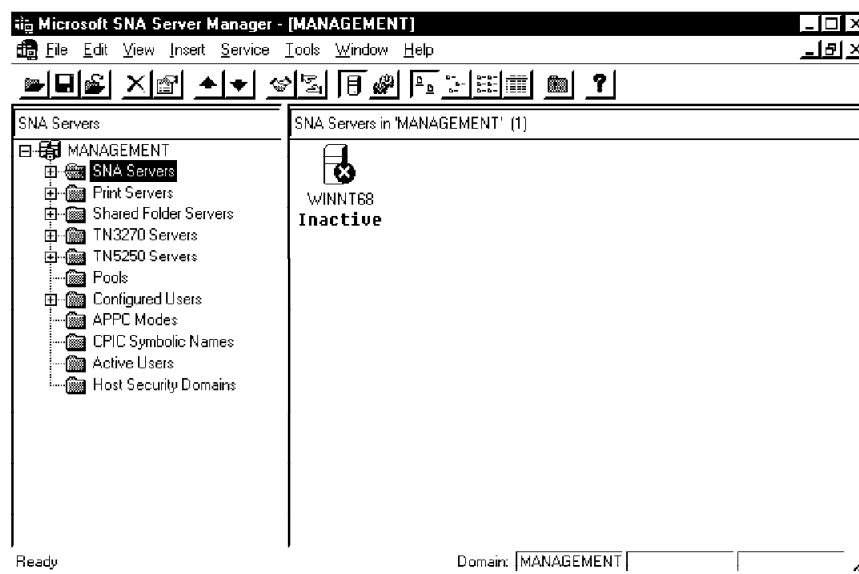 Microsoft SNA Server Manager - [MANAGEMENT]
File Edit View Insert Service Tools Window Help
SNA Servers
SNA Servers in 'MANAGEMENT' (1)
MANAGEMENT
SNA Servers
Print Servers
Shared Folder Servers
TN3270 Servers
TN5250 Servers
Pools
Configured Users
APPC Modes
CPIC Symbolic Names
Active Users
Host Security Domains
WINNT68
Inactive
Ready
Domain: MANAGEMENT